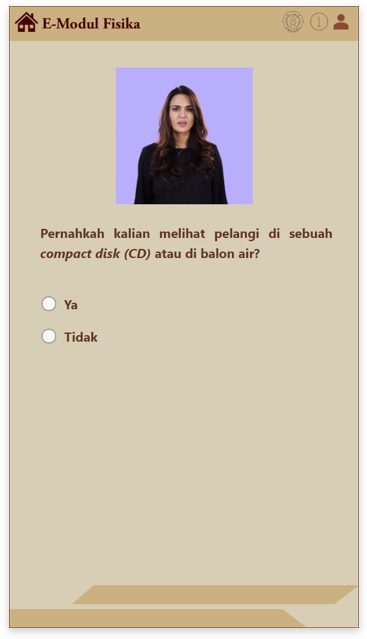 E-Modul Fisika
Pernahkah kalian melihat pelangi di sebuah
compact disk (CD) atau di balon air?
Ya
Tidak